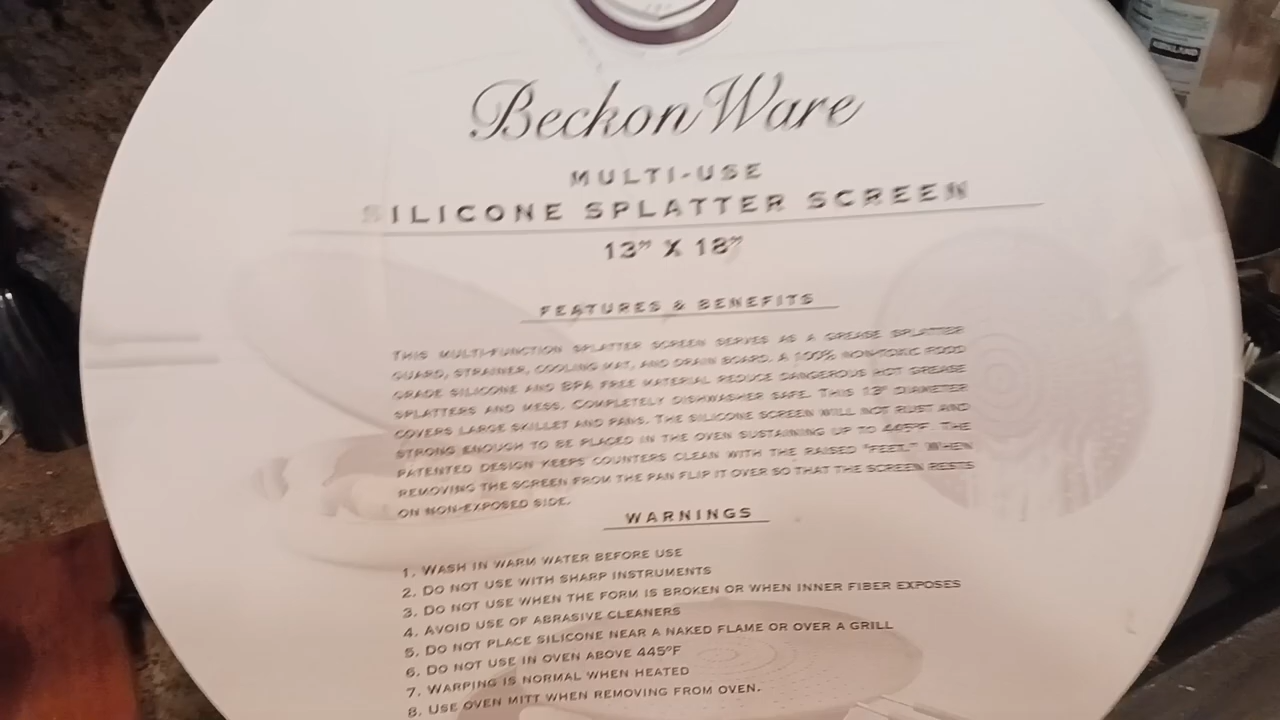 KIRKLAND
Beckon Ware
MULTI-USE
SILICONE SPLATTER SCREEN
13" X 18"
FEATURES & BENEFITS
THIS MULTI-FUNCTION SPLATTER SCREEN SERVES AS A GREASE SPLATTER
GUARD, STRAINER, COOLING MAT, AND DRAIN BOARD. A 100% NON-TOXIC FOOD
GRADE SILICONE AND BPA FREE MATERIAL REDUCE DANGEROUS HOT GREASE
SPLATTERS AND MESS. COMPLETELY DISHWASHER SAFE. THIS 13" DIAMETER
COVERS LARGE SKILLET AND PANS. THE SILICONE SCREEN WILL NOT RUST AND
STRONG ENOUGH TO BE PLACED IN THE OVEN SUSTAINING UP TO 445°F. THE
PATENTED DESIGN KEEPS COUNTERS CLEAN WITH THE RAISED "FEET." WHEN
REMOVING THE SCREEN FROM THE PAN FLIP IT OVER SO THAT THE SCREEN RESTS
ON NON-EXPOSED SIDE.
WARNINGS
1. WASH IN WARM WATER BEFORE USE
2. DO NOT USE WITH SHARP INSTRUMENTS
3. DO NOT USE WHEN THE FORM IS BROKEN OR WHEN INNER FIBER EXPOSES
4. AVOID USE OF ABRASIVE CLEANERS
5. DO NOT PLACE SILICONE NEAR A NAKED FLAME OR OVER A GRILL
6. DO NOT USE IN OVEN ABOVE 445°F
7. WARPING IS NORMAL WHEN HEATED
8. USE OVEN MITT WHEN REMOVING FROM OVEN.